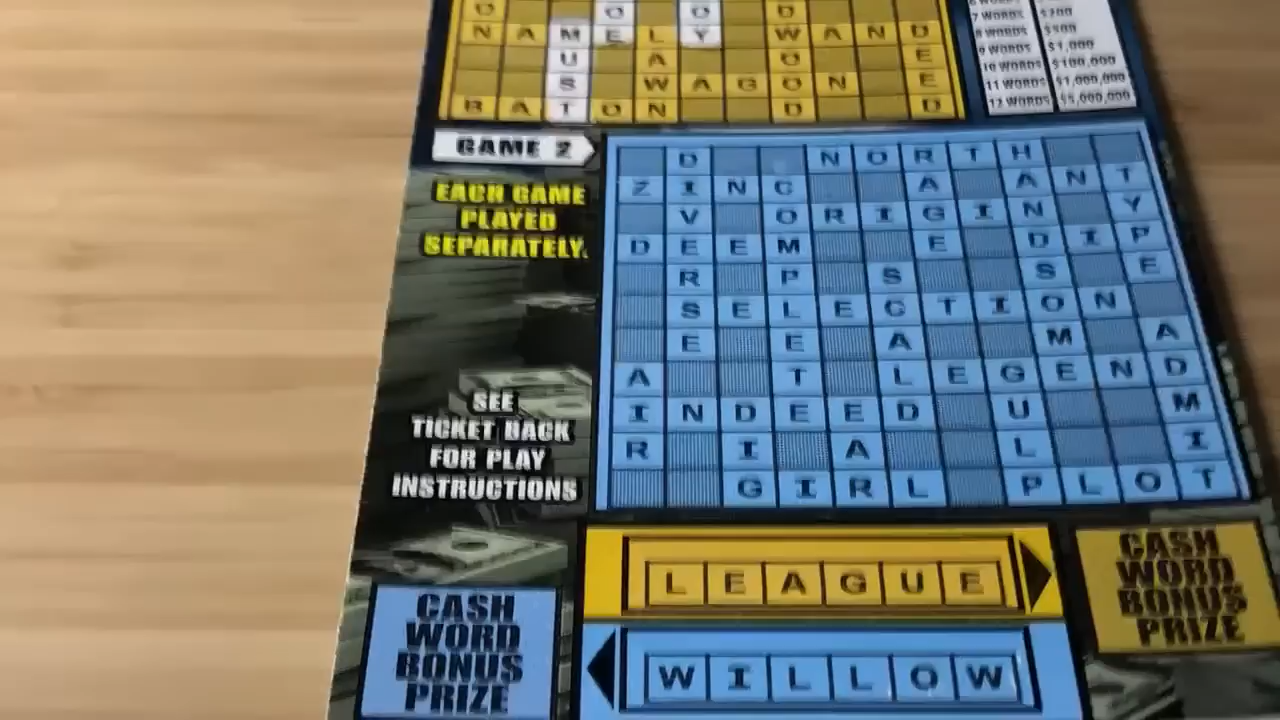 D O O D
N A M E L Y W A N D
U A O E
S W A G O N E
B A T O N D D
6 WORDS
7 WORDS $200
8 WORDS $500
9 WORDS $1,000
10 WORDS $100,000
11 WORDS $1,000,000
12 WORDS $5,000,000
GAME 2
EACH GAME
PLAYED
SEPARATELY.
D N O R T H
Z I N C A A N T
V O R I G I N Y
D E E M E D I P
R P S S E
S E L E C T I O N
E E A M A
A T L E G E N D
I N D E E D U M
R I A L I
G I R L P L O T
SEE
TICKET BACK
FOR PLAY
INSTRUCTIONS
L E A G U E
CASH
WORD
BONUS
PRIZE
CASH
WORD
BONUS
PRIZE
W I L L O W